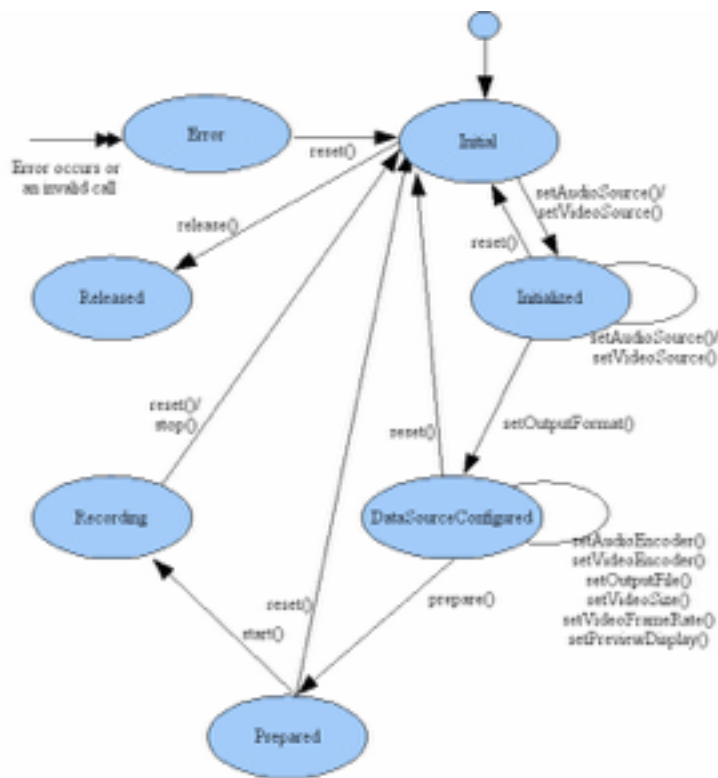 Error
Initial
reset()
Error occurs or
an invalid call
setAudioSource()/
setVideoSource()
release()
reset()
Released
Initialized
setAudioSource()/
setVideoSource()
reset()/
stop()
reset()
setOutputFormat()
Recording
DataSourceConfigured
setAudioEncoder()
setVideoEncoder()
setOutputFile()
setVideoSize()
setVideoFrameRate()
setPreviewDisplay()
reset()
prepare()
start()
Prepared